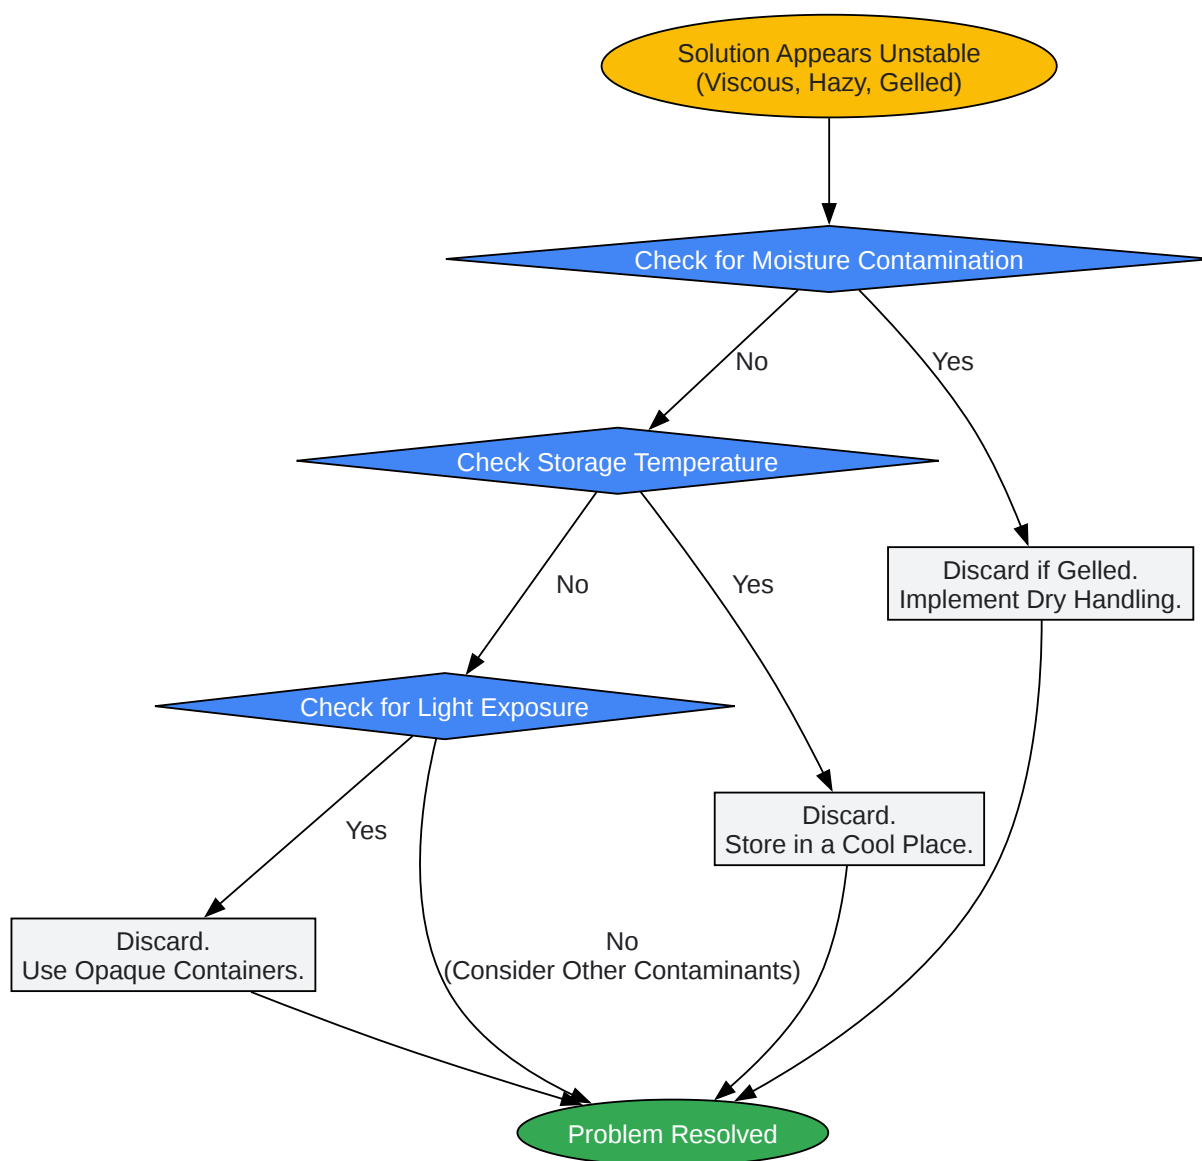 Solution Appears Unstable
(Viscous, Hazy, Gelled)
Check for Moisture Contamination
No
Yes
Check Storage Temperature
No
Yes
Discard if Gelled.
Implement Dry Handling.
Check for Light Exposure
Yes
Discard.
Store in a Cool Place.
No
(Consider Other Contaminants)
Discard.
Use Opaque Containers.
Problem Resolved